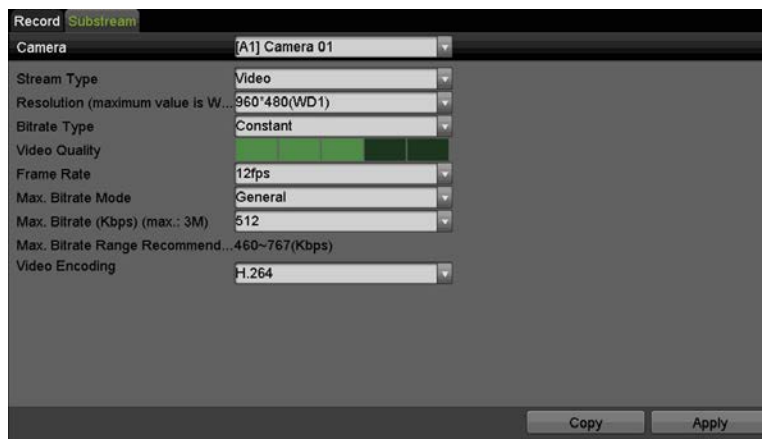 Record Substream
Camera [A1] Camera 01
Stream Type Video
Resolution (maximum value is W... 960*480(WD1)
Bitrate Type Constant
Video Quality
Frame Rate 12fps
Max. Bitrate Mode General
Max. Bitrate (Kbps) (max.: 3M) 512
Max. Bitrate Range Recommend... 460~767(Kbps)
Video Encoding H.264
Copy Apply